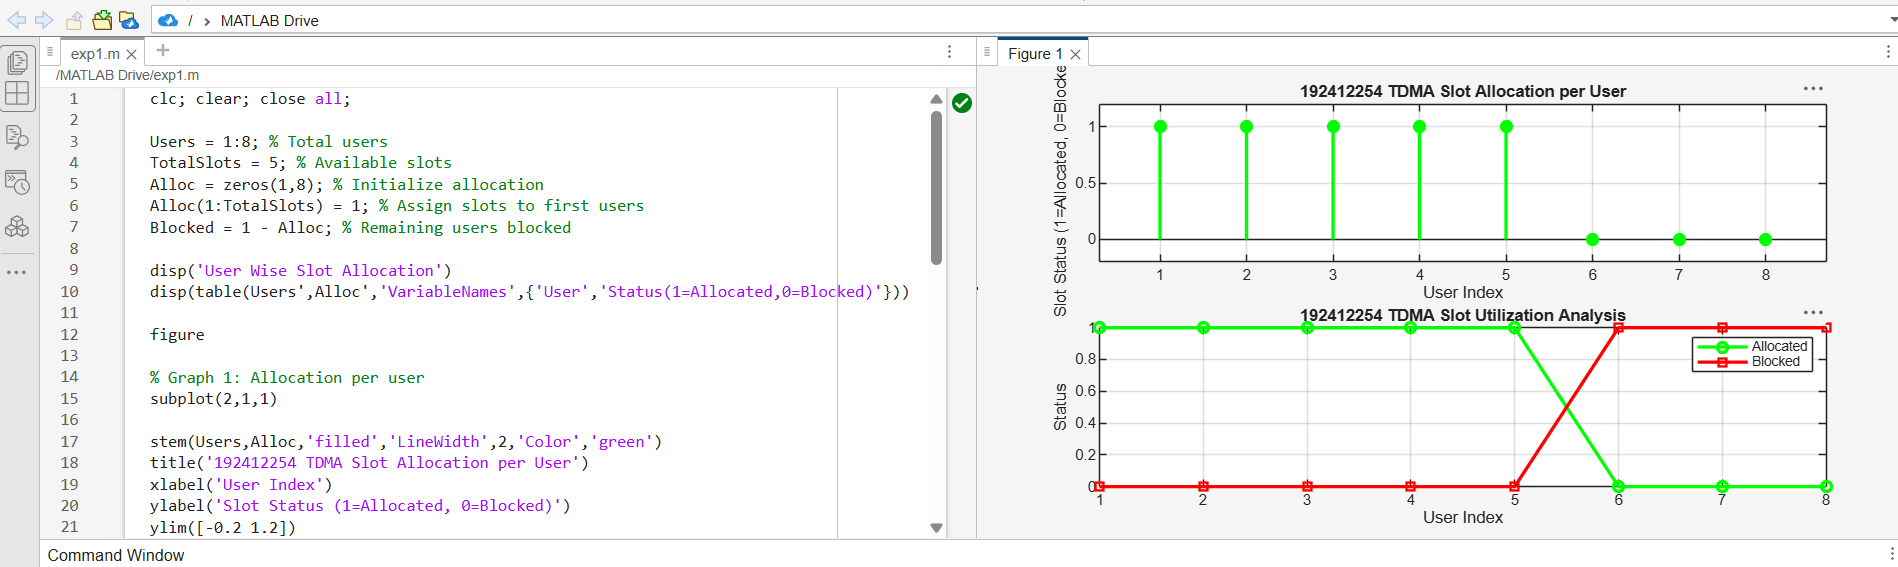 / › MATLAB Drive
exp1.m × +
/MATLAB Drive/exp1.m
1 clc; clear; close all;
2
3 Users = 1:8; % Total users
4 TotalSlots = 5; % Available slots
5 Alloc = zeros(1,8); % Initialize allocation
6 Alloc(1:TotalSlots) = 1; % Assign slots to first users
7 Blocked = 1 - Alloc; % Remaining users blocked
8
9 disp('User Wise Slot Allocation')
10 disp(table(Users',Alloc','VariableNames',{'User','Status(1=Allocated,0=Blocked)'}))
11
12 figure
13
14 % Graph 1: Allocation per user
15 subplot(2,1,1)
16
17 stem(Users,Alloc,'filled','LineWidth',2,'Color','green')
18 title('192412254 TDMA Slot Allocation per User')
19 xlabel('User Index')
20 ylabel('Slot Status (1=Allocated, 0=Blocked)')
21 ylim([-0.2 1.2])
Command Window
Figure 1 ×
192412254 TDMA Slot Allocation per User
Slot Status (1=Allocated, 0=Blocke
1
0.5
0
1 2 3 4 5 6 7 8
User Index
192412254 TDMA Slot Utilization Analysis
Status
1
0.8
0.6
0.4
0.2
0
Allocated
Blocked
1 2 3 4 5 6 7 8
User Index